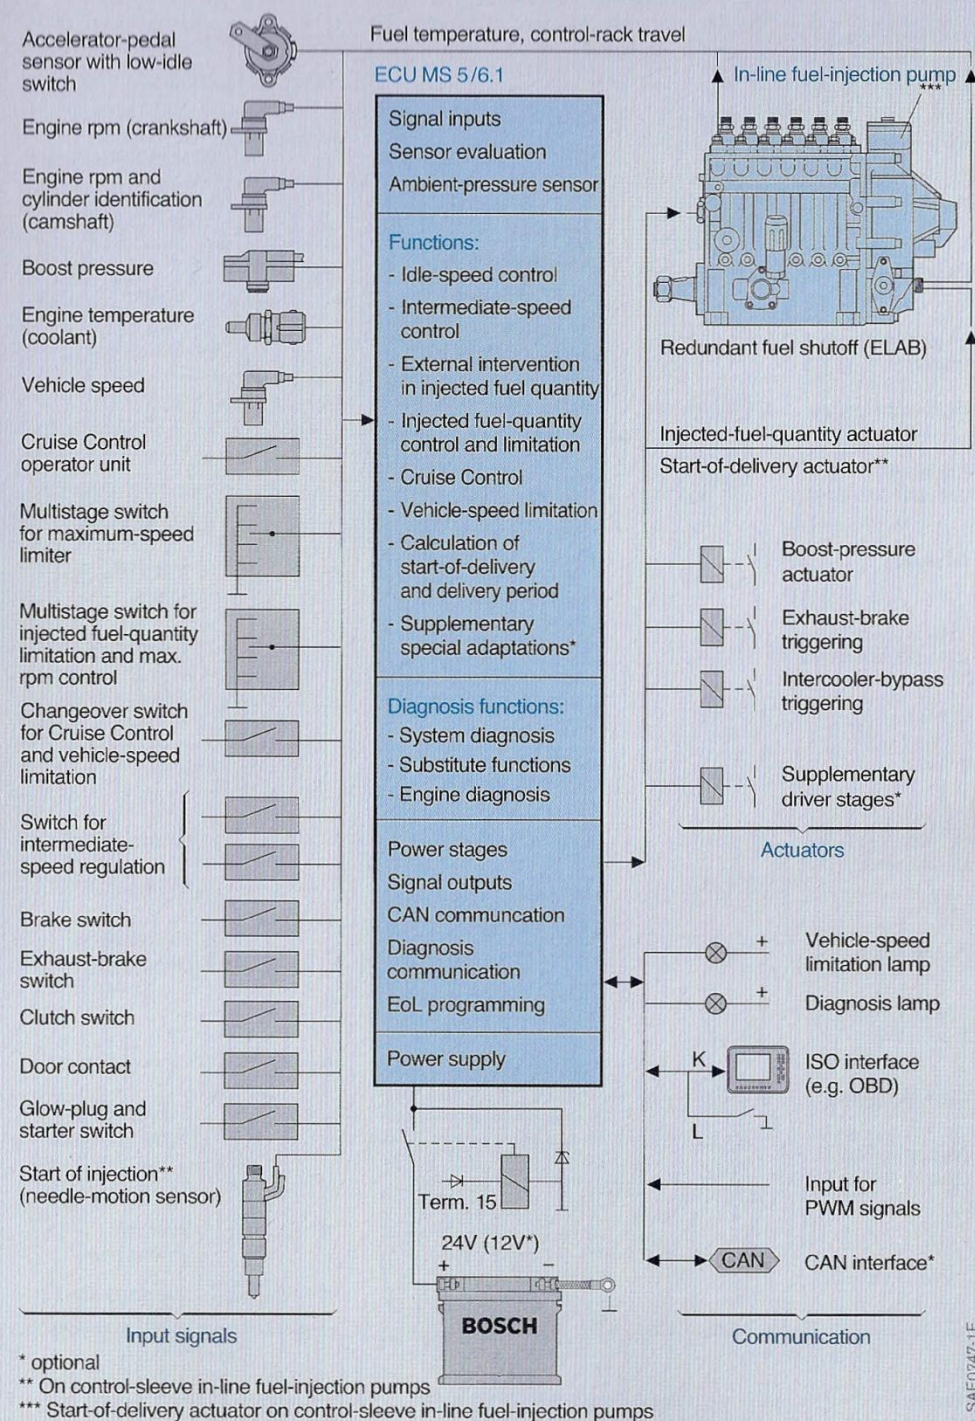 Accelerator-pedal
sensor with low-idle
switch
Engine rpm (crankshaft)
Engine rpm and
cylinder identification
(camshaft)
Boost pressure
Engine temperature
(coolant)
Vehicle speed
Cruise Control
operator unit
Multistage switch
for maximum-speed
limiter
Multistage switch for
injected fuel-quantity
limitation and max.
rpm control
Changeover switch
for Cruise Control
and vehicle-speed
limitation
Switch for
intermediate-
speed regulation
Brake switch
Exhaust-brake
switch
Clutch switch
Door contact
Glow-plug and
starter switch
Start of injection**
(needle-motion sensor)
Input signals
Fuel temperature, control-rack travel
ECU MS 5/6.1
Signal inputs
Sensor evaluation
Ambient-pressure sensor
Functions:
- Idle-speed control
- Intermediate-speed
control
- External intervention
in injected fuel quantity
- Injected fuel-quantity
control and limitation
- Cruise Control
- Vehicle-speed limitation
- Calculation of
start-of-delivery
and delivery period
- Supplementary
special adaptations*
Diagnosis functions:
- System diagnosis
- Substitute functions
- Engine diagnosis
Power stages
Signal outputs
CAN communcation
Diagnosis
communication
EoL programming
Power supply
Term. 15
24V (12V*)
+ −
BOSCH
In-line fuel-injection pump
***
Redundant fuel shutoff (ELAB)
Injected-fuel-quantity actuator
Start-of-delivery actuator**
Boost-pressure
actuator
Exhaust-brake
triggering
Intercooler-bypass
triggering
Supplementary
driver stages*
Actuators
+ Vehicle-speed
limitation lamp
+ Diagnosis lamp
K ISO interface
(e.g. OBD)
L
Input for
PWM signals
CAN CAN interface*
Communication
* optional
** On control-sleeve in-line fuel-injection pumps
*** Start-of-delivery actuator on control-sleeve in-line fuel-injection pumps
SAE0747-1E